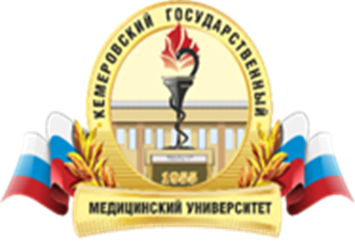 КЕМЕРОВСКИЙ ГОСУДАРСТВЕННЫЙ
1955
МЕДИЦИНСКИЙ УНИВЕРСИТЕТ